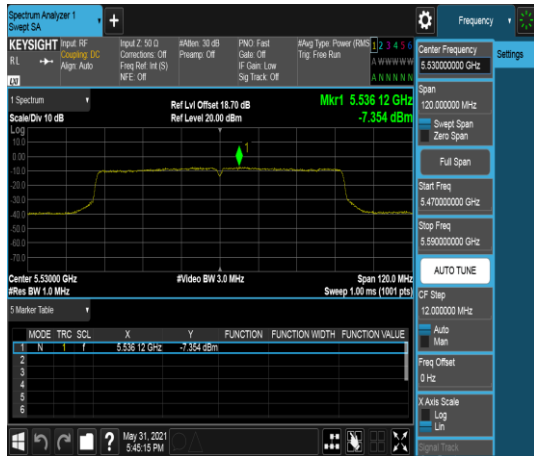 Spectrum Analyzer 1
Swept SA
Frequency
KEYSIGHT
RL
LXI
Input: RF
Coupling: DC
Align: Auto
Input Z: 50 Ω
Corrections: Off
Freq Ref: Int (S)
NFE: Off
#Atten: 30 dB
Preamp: Off
PNO: Fast
Gate: Off
IF Gain: Low
Sig Track: Off
#Avg Type: Power (RMS)
Trig: Free Run
1 2 3 4 5 6
A W W W W W
A N N N N N
1 Spectrum
Scale/Div 10 dB
Ref Lvl Offset 18.70 dB
Ref Level 20.00 dBm
Mkr1 5.536 12 GHz
-7.354 dBm
Log
10.0
0.00
-10.0
-20.0
-30.0
-40.0
-50.0
-60.0
-70.0
1
Center 5.53000 GHz
#Res BW 1.0 MHz
#Video BW 3.0 MHz
Span 120.0 MHz
Sweep 1.00 ms (1001 pts)
5 Marker Table
MODE TRC SCL X Y FUNCTION FUNCTION WIDTH FUNCTION VALUE
1 N 1 f 5.536 12 GHz -7.354 dBm
2
3
4
5
6
May 31, 2021
5:45:15 PM
Center Frequency
5.530000000 GHz
Span
120.000000 MHz
Swept Span
Zero Span
Full Span
Start Freq
5.470000000 GHz
Stop Freq
5.590000000 GHz
AUTO TUNE
CF Step
12.000000 MHz
Auto
Man
Freq Offset
0 Hz
X Axis Scale
Log
Lin
Signal Track
Settings